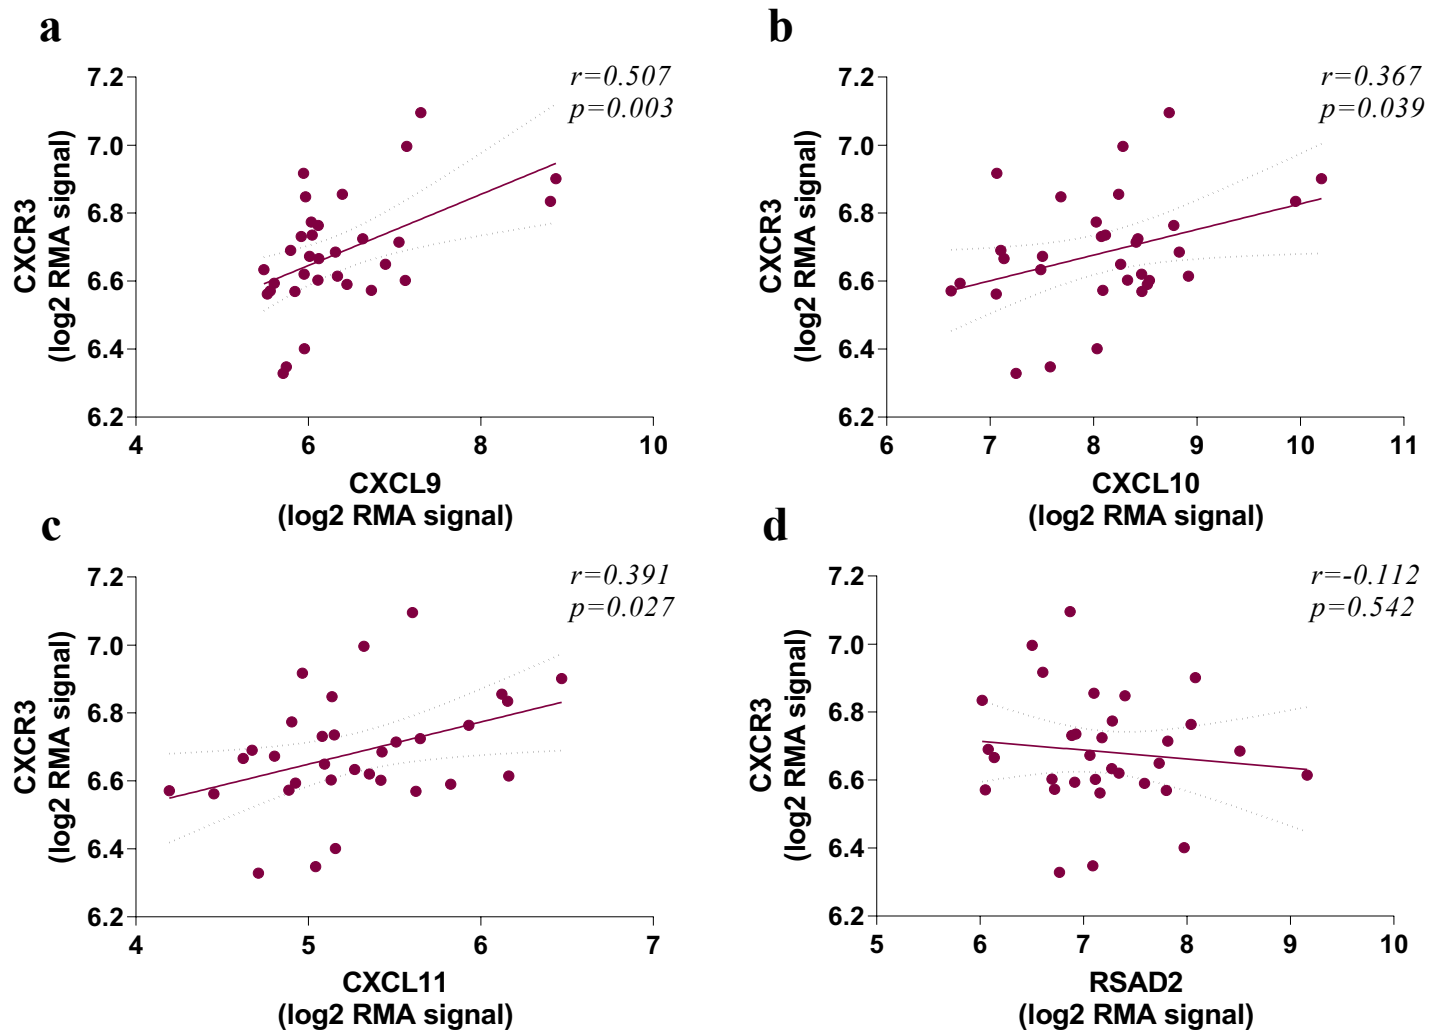 a
r=0.507
p=0.003
CXCR3
(log2 RMA signal)
7.2
7.0
6.8
6.6
6.4
6.2
4 6 8 10
CXCL9
(log2 RMA signal)
b
r=0.367
p=0.039
CXCR3
(log2 RMA signal)
7.2
7.0
6.8
6.6
6.4
6.2
6 7 8 9 10 11
CXCL10
(log2 RMA signal)
c
r=0.391
p=0.027
CXCR3
(log2 RMA signal)
7.2
7.0
6.8
6.6
6.4
6.2
4 5 6 7
CXCL11
(log2 RMA signal)
d
r=-0.112
p=0.542
CXCR3
(log2 RMA signal)
7.2
7.0
6.8
6.6
6.4
6.2
5 6 7 8 9 10
RSAD2
(log2 RMA signal)